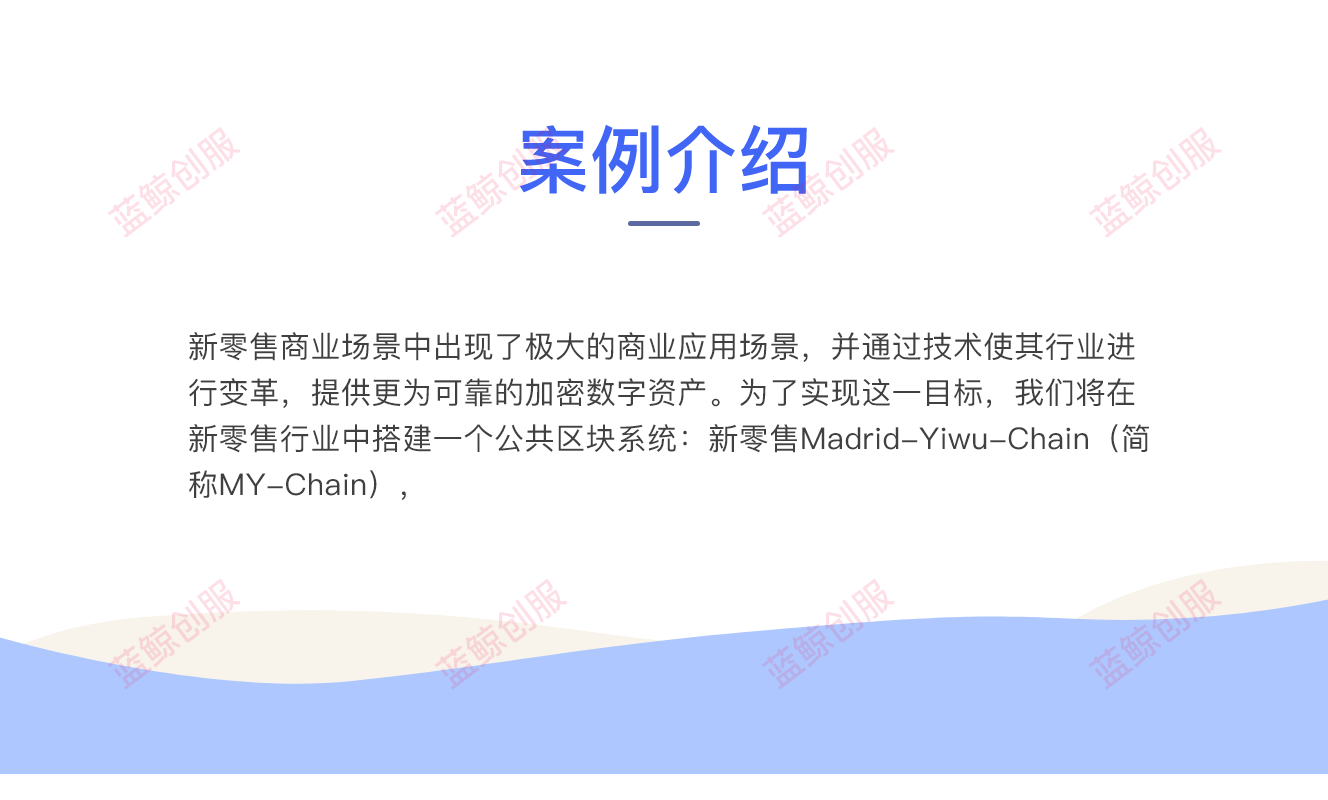 案例介绍
新零售商业场景中出现了极大的商业应用场景，并通过技术使其行业进
行变革，提供更为可靠的加密数字资产。为了实现这一目标，我们将在
新零售行业中搭建一个公共区块系统：新零售Madrid–Yiwu–Chain（简
称MY–Chain），
蓝鲸创服
蓝鲸创服
蓝鲸创服
蓝鲸创服
蓝鲸创服
蓝鲸创服
蓝鲸创服
蓝鲸创服